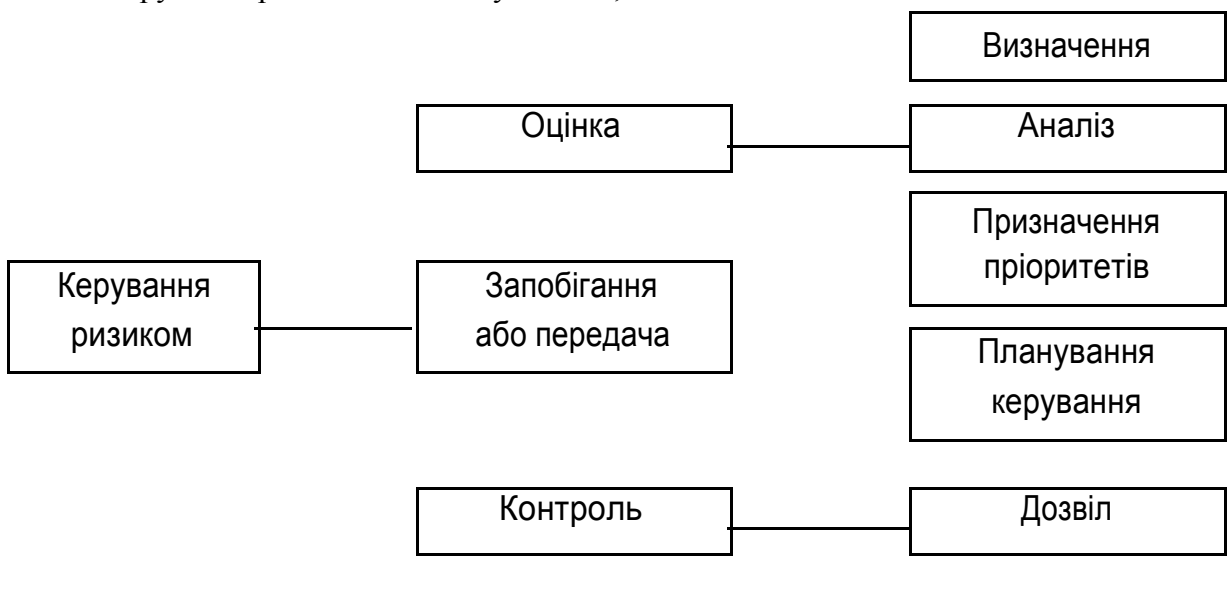 Визначення
Оцінка
Аналіз
Призначення
пріоритетів
Керування
ризиком
Запобігання
або передача
Планування
керування
Контроль
Дозвіл